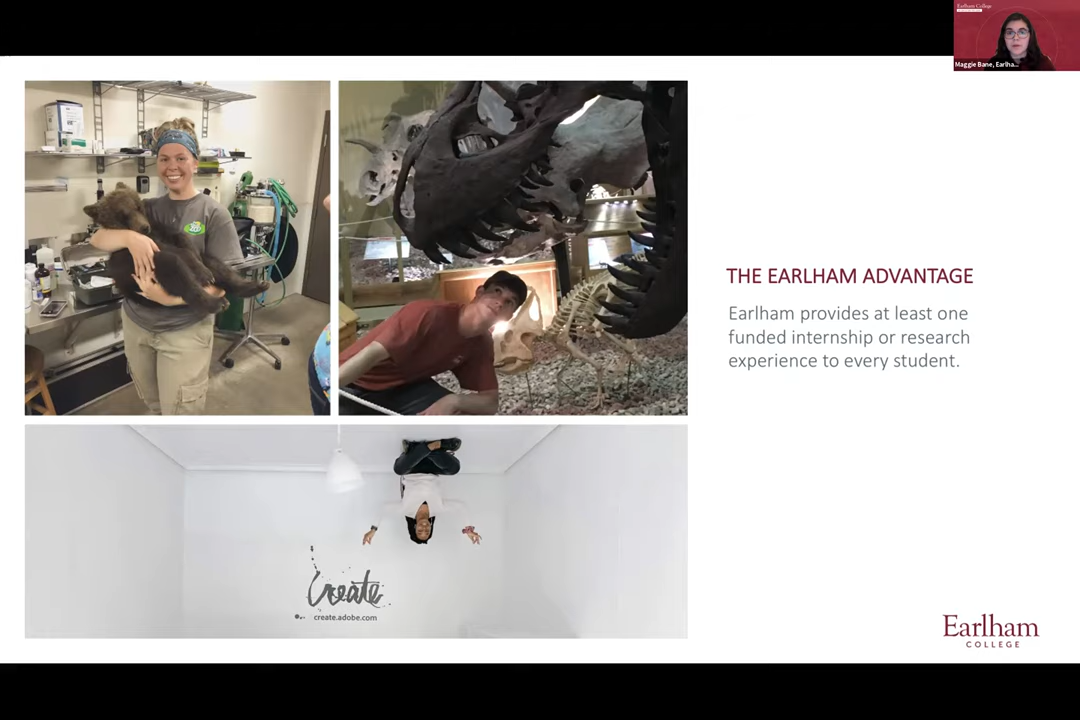 Earlham College
Maggie Bane, Earlha...
THE EARLHAM ADVANTAGE
Earlham provides at least one
funded internship or research
experience to every student.
Create
create.adobe.com
Earlham
COLLEGE